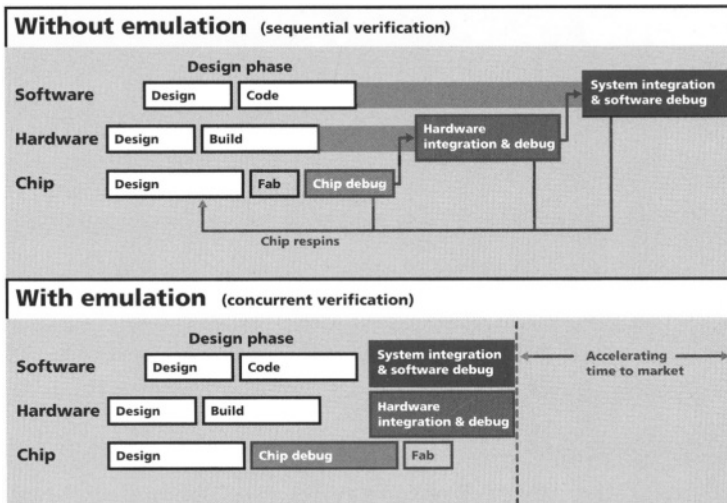 Without emulation (sequential verification)
Design phase
Software
Design
Code
System integration
& software debug
Hardware
Design
Build
Hardware
integration & debug
Chip
Design
Fab
Chip debug
Chip respins
With emulation (concurrent verification)
Design phase
Software
Design
Code
System integration
& software debug
Accelerating
time to market
Hardware
Design
Build
Hardware
integration & debug
Chip
Design
Chip debug
Fab